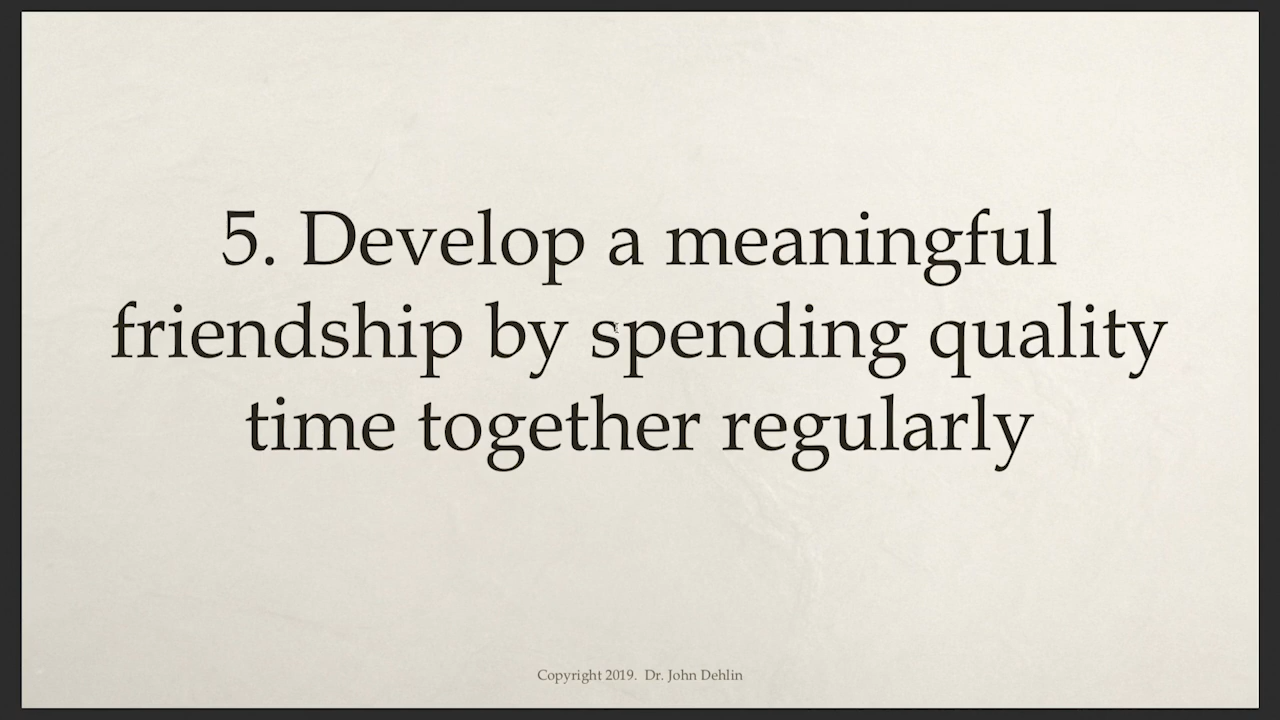 5. Develop a meaningful
friendship by spending quality
time together regularly
Copyright 2019.  Dr. John Dehlin